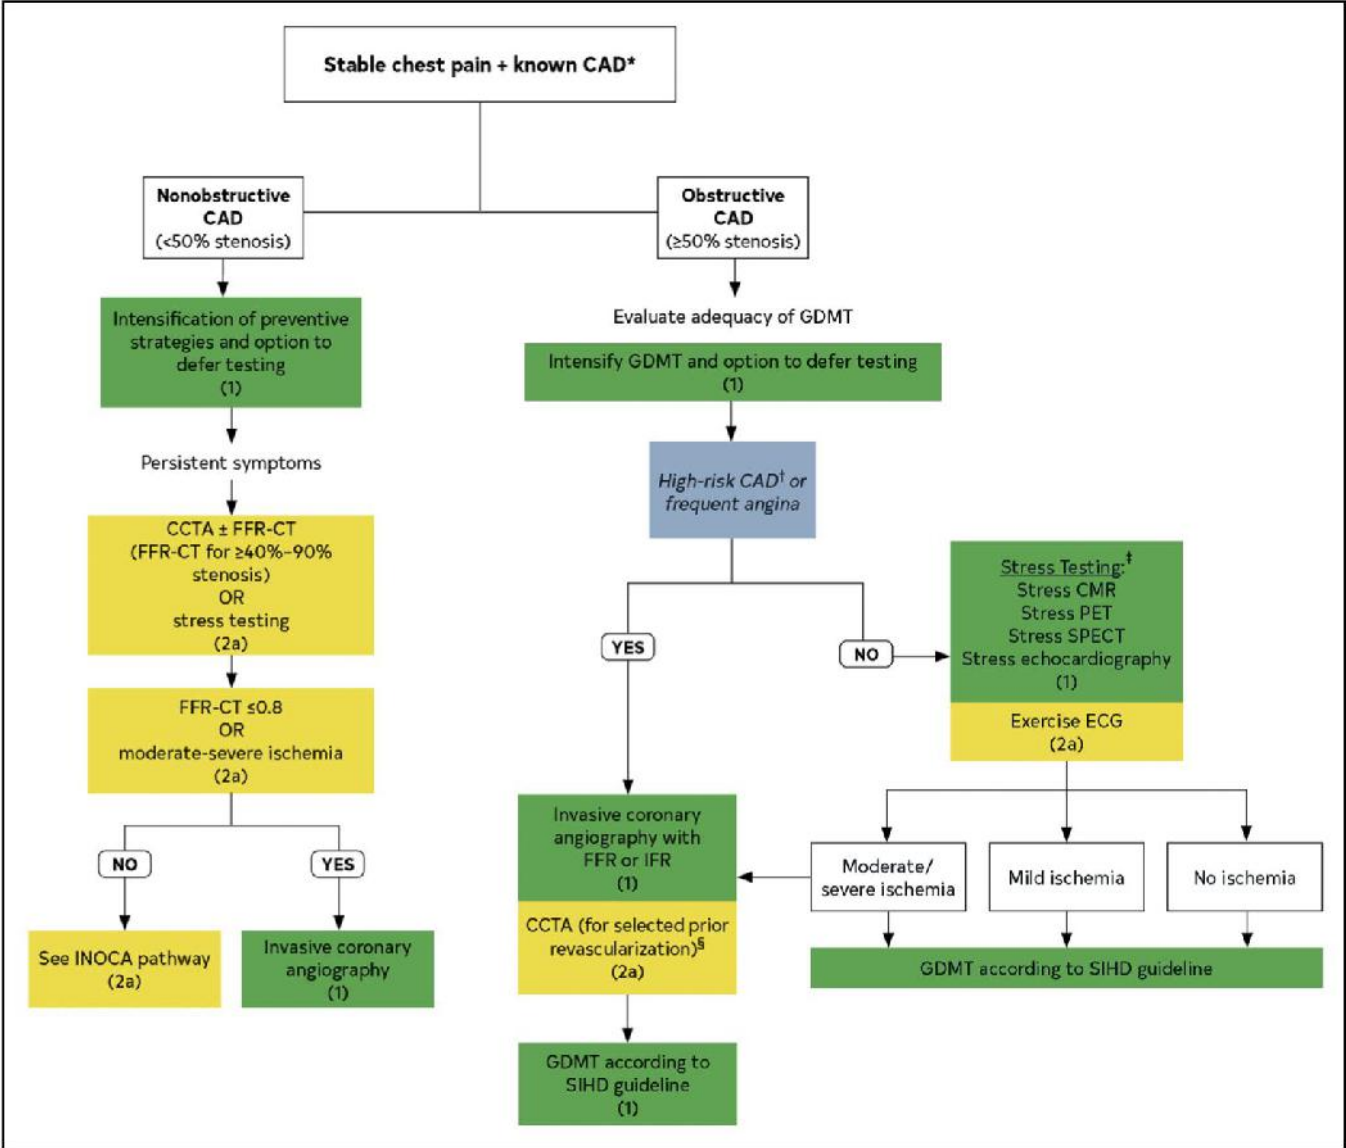 Stable chest pain + known CAD*
Nonobstructive
CAD
(<50% stenosis)
Obstructive
CAD
(≥50% stenosis)
Intensification of preventive
strategies and option to
defer testing
(1)
Persistent symptoms
CCTA ± FFR-CT
(FFR-CT for ≥40%–90%
stenosis)
OR
stress testing
(2a)
FFR-CT ≤0.8
OR
moderate-severe ischemia
(2a)
NO
YES
See INOCA pathway
(2a)
Invasive coronary
angiography
(1)
Evaluate adequacy of GDMT
Intensify GDMT and option to defer testing
(1)
High-risk CAD† or
frequent angina
YES
NO
Stress Testing:‡
Stress CMR
Stress PET
Stress SPECT
Stress echocardiography
(1)
Exercise ECG
(2a)
Invasive coronary
angiography with
FFR or IFR
(1)
CCTA (for selected prior
revascularization)§
(2a)
GDMT according to
SIHD guideline
(1)
Moderate/
severe ischemia
Mild ischemia
No ischemia
GDMT according to SIHD guideline